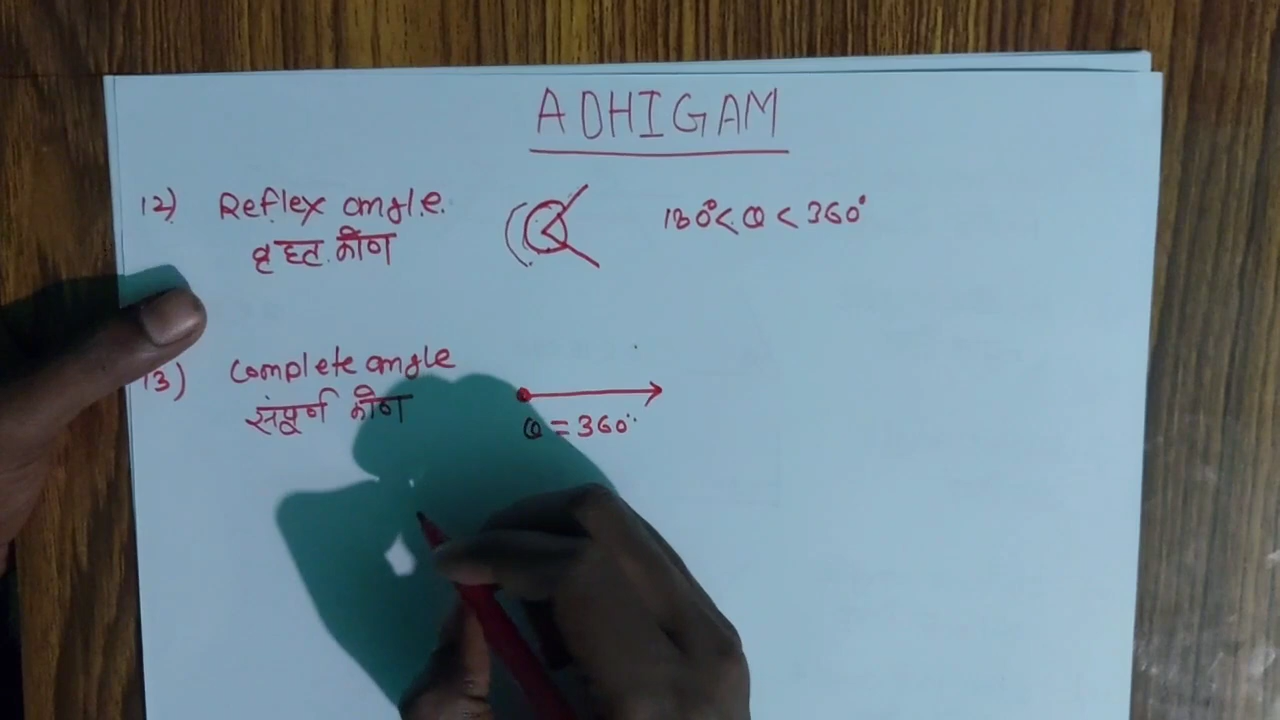 ADHIGAM
12) Reflex angle. 180° < θ < 360°
वृहत कोण
13) Complete angle
संपूर्ण कोण
θ = 360°